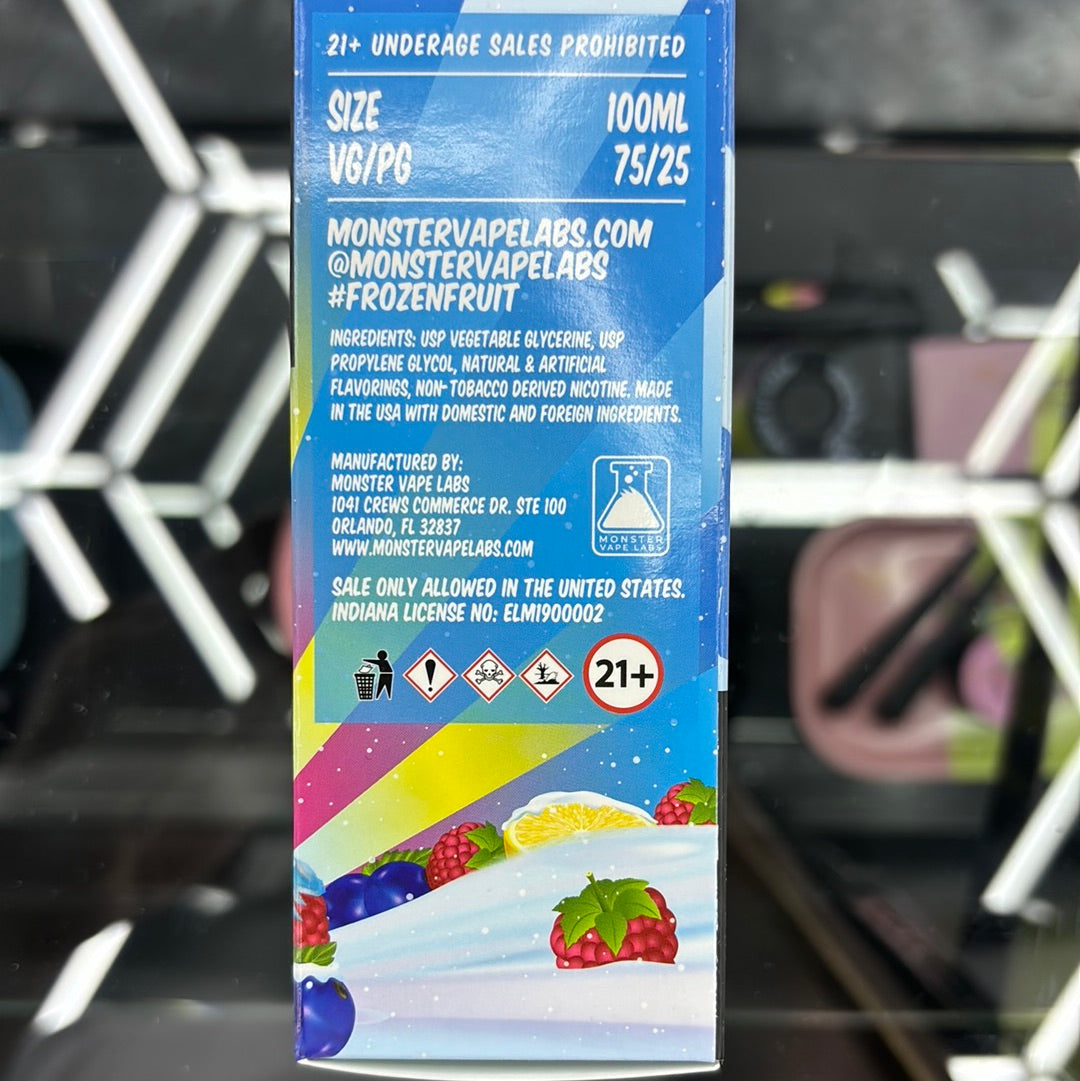 21+ UNDERAGE SALES PROHIBITED
SIZE 100ML
VG/PG 75/25
MONSTERVAPELABS.COM
@MONSTERVAPELABS
#FROZENFRUIT
INGREDIENTS: USP VEGETABLE GLYCERINE, USP
PROPYLENE GLYCOL, NATURAL & ARTIFICIAL
FLAVORINGS, NON-TOBACCO DERIVED NICOTINE. MADE
IN THE USA WITH DOMESTIC AND FOREIGN INGREDIENTS.
MANUFACTURED BY:
MONSTER VAPE LABS
1041 CREWS COMMERCE DR. STE 100
ORLANDO, FL 32837
WWW.MONSTERVAPELABS.COM
MONSTER
VAPE LABS
SALE ONLY ALLOWED IN THE UNITED STATES.
INDIANA LICENSE NO: ELM1900002
21+